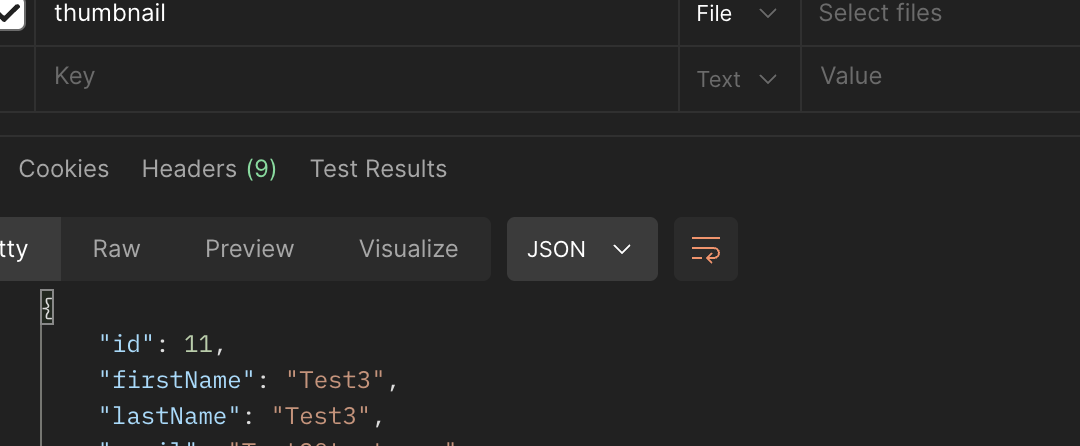 thumbnail File Select files
Key Text Value
Cookies Headers (9) Test Results
tty Raw Preview Visualize JSON
{
"id": 11,
"firstName": "Test3",
"lastName": "Test3",